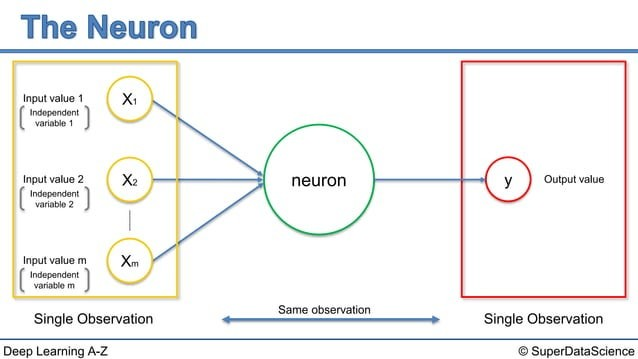 The Neuron
Input value 1
Independent
variable 1
X1
Input value 2
Independent
variable 2
X2
neuron
y
Output value
Input value m
Independent
variable m
Xm
Same observation
Single Observation
Single Observation
Deep Learning A-Z
© SuperDataScience